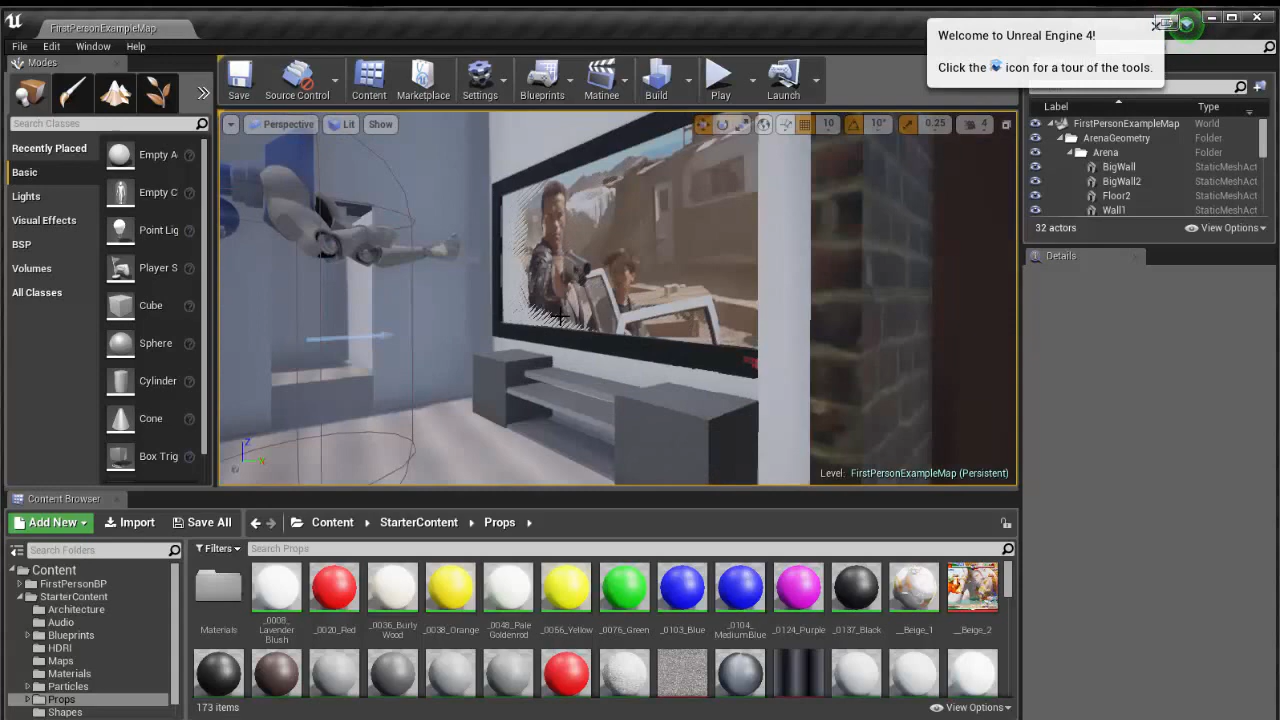 FirstPersonExampleMap
File Edit Window Help
Welcome to Unreal Engine 4!
Click the icon for a tour of the tools.
Modes
Search Classes
Recently Placed
Basic
Lights
Visual Effects
BSP
Volumes
All Classes
Empty A
Empty C
Point Lig
Player S
Cube
Sphere
Cylinder
Cone
Box Trig
Save
Source Control
Content
Marketplace
Settings
Blueprints
Matinee
Build
Play
Launch
Perspective
Lit
Show
10
10°
0.25
4
Level: FirstPersonExampleMap (Persistent)
Label Type
FirstPersonExampleMap World
ArenaGeometry Folder
Arena Folder
BigWall StaticMeshAct
BigWall2 StaticMeshAct
Floor2 StaticMeshAct
Wall1 StaticMeshAct
32 actors
View Options
Details
Content Browser
Add New
Import
Save All
Content
StarterContent
Props
Search Folders
Filters
Search Props
Content
FirstPersonBP
StarterContent
Architecture
Audio
Blueprints
HDRI
Maps
Materials
Particles
Props
Shapes
Materials
_0008_
Lavender
Blush
_0020_Red
_0036_Burly
Wood
_0038_Orange
_0048_Pale
Goldenrod
_0056_Yellow
_0076_Green
_0103_Blue
_0104_
MediumBlue
_0124_Purple
_0137_Black
__Beige_1
__Beige_2
173 items
View Options